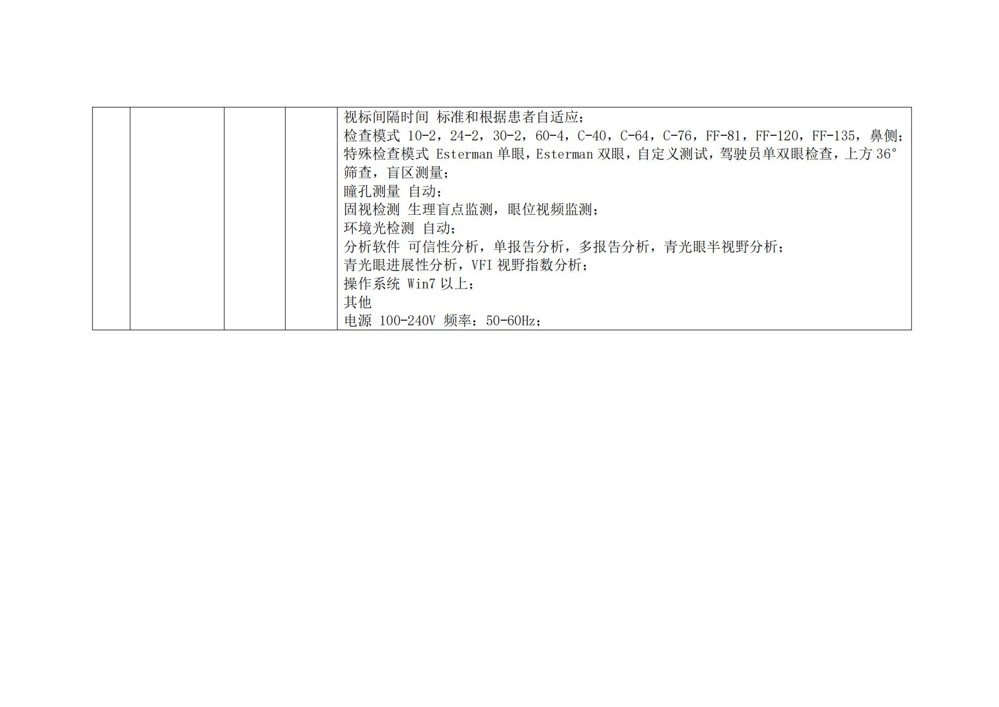 视标间隔时间 标准和根据患者自适应；
检查模式 10-2，24-2，30-2，60-4，C-40，C-64，C-76，FF-81，FF-120，FF-135，鼻侧；
特殊检查模式 Esterman 单眼，Esterman 双眼，自定义测试，驾驶员单双眼检查，上方 36°
筛查，盲区测量；
瞳孔测量 自动；
固视检测 生理盲点监测，眼位视频监测；
环境光检测 自动；
分析软件 可信性分析，单报告分析，多报告分析，青光眼半视野分析；
青光眼进展性分析，VFI 视野指数分析；
操作系统 Win7 以上；
其他
电源 100-240V 频率：50-60Hz；